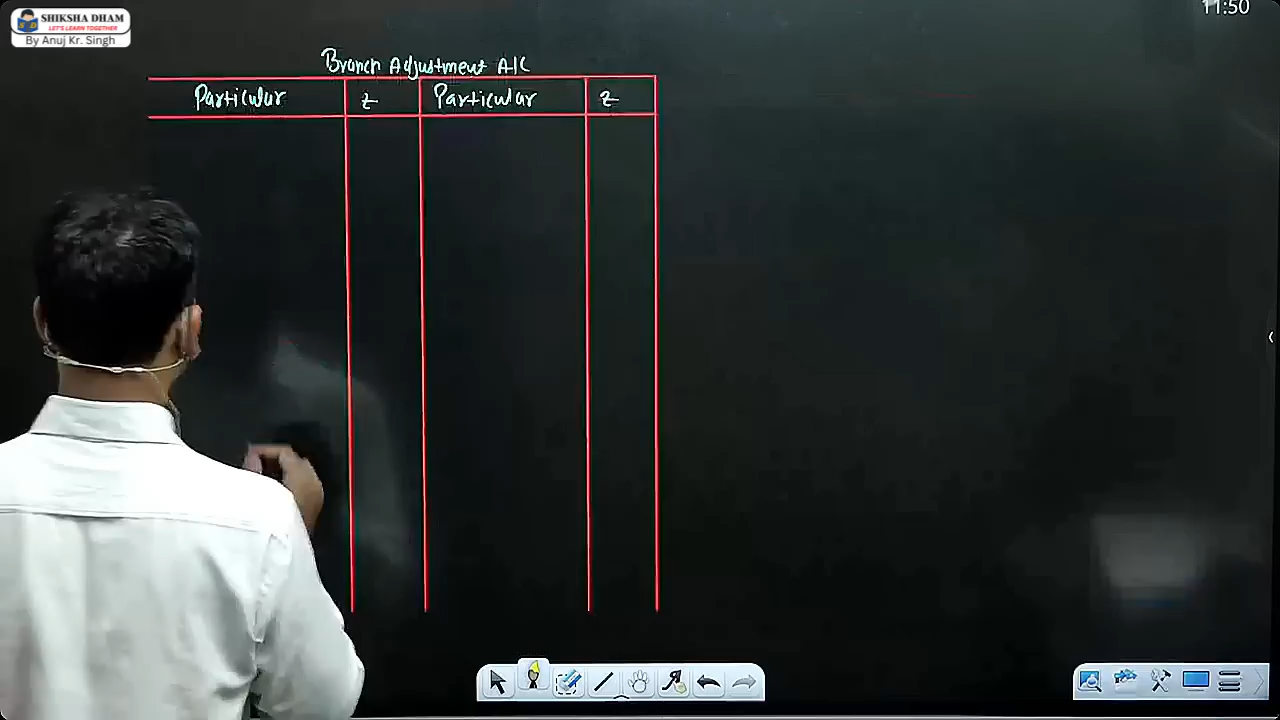 SHIKSHA DHAM
LET'S LEARN TOGETHER
By Anuj Kr. Singh
11:50
Branch Adjustment A/C
Particular ₹ Particular ₹